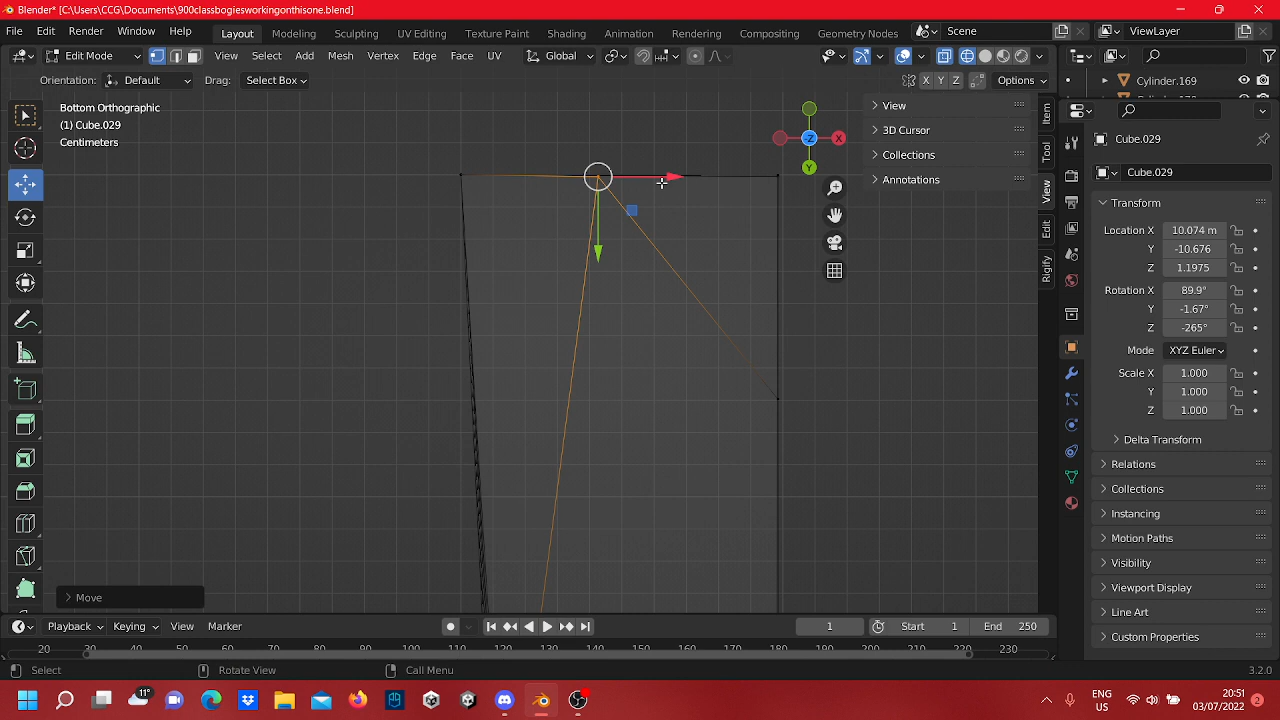 Blender* [C:\Users\CCG\Documents\900classbogiesworkingonthisone.blend]
File Edit Render Window Help Layout Modeling Sculpting UV Editing Texture Paint Shading Animation Rendering Compositing Geometry Nodes Scene ViewLayer
Edit Mode View Select Add Mesh Vertex Edge Face UV Global
Orientation: Default Drag: Select Box X Y Z Options
Bottom Orthographic
(1) Cube.029
Centimeters
View
3D Cursor
Collections
Annotations
Item
Tool
View
Edit
Rigify
X
-Z
Y
Move
Cylinder.169
Cube.029
Cube.029
Transform
Location X 10.074 m
Y -10.676
Z 1.1975
Rotation X 89.9°
Y -1.67°
Z -265°
Mode XYZ Euler
Scale X 1.000
Y 1.000
Z 1.000
Delta Transform
Relations
Collections
Instancing
Motion Paths
Visibility
Viewport Display
Line Art
Custom Properties
Playback Keying View Marker 1 Start 1 End 250
20 30 40 50 60 70 80 90 100 110 120 130 140 150 160 170 180 190 200 210 220 230
Select Rotate View Call Menu 3.2.0
11°
ENG
US
20:51
03/07/2022
2